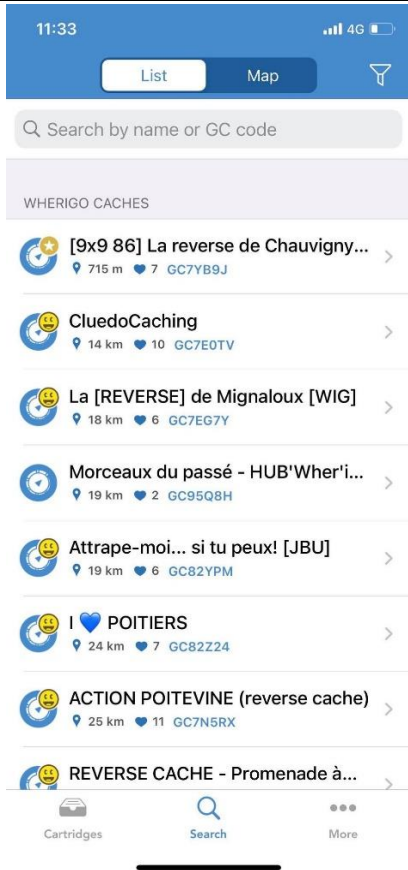 11:33 4G
List Map
Search by name or GC code
WHERIGO CACHES
[9x9 86] La reverse de Chauvigny...
715 m 7 GC7YB9J
CluedoCaching
14 km 10 GC7E0TV
La [REVERSE] de Mignaloux [WIG]
18 km 6 GC7EG7Y
Morceaux du passé - HUB'Wher'i...
19 km 2 GC95Q8H
Attrape-moi... si tu peux! [JBU]
19 km 6 GC82YPM
I 💙 POITIERS
24 km 7 GC82Z24
ACTION POITEVINE (reverse cache)
25 km 11 GC7N5RX
REVERSE CACHE - Promenade à...
Cartridges Search More